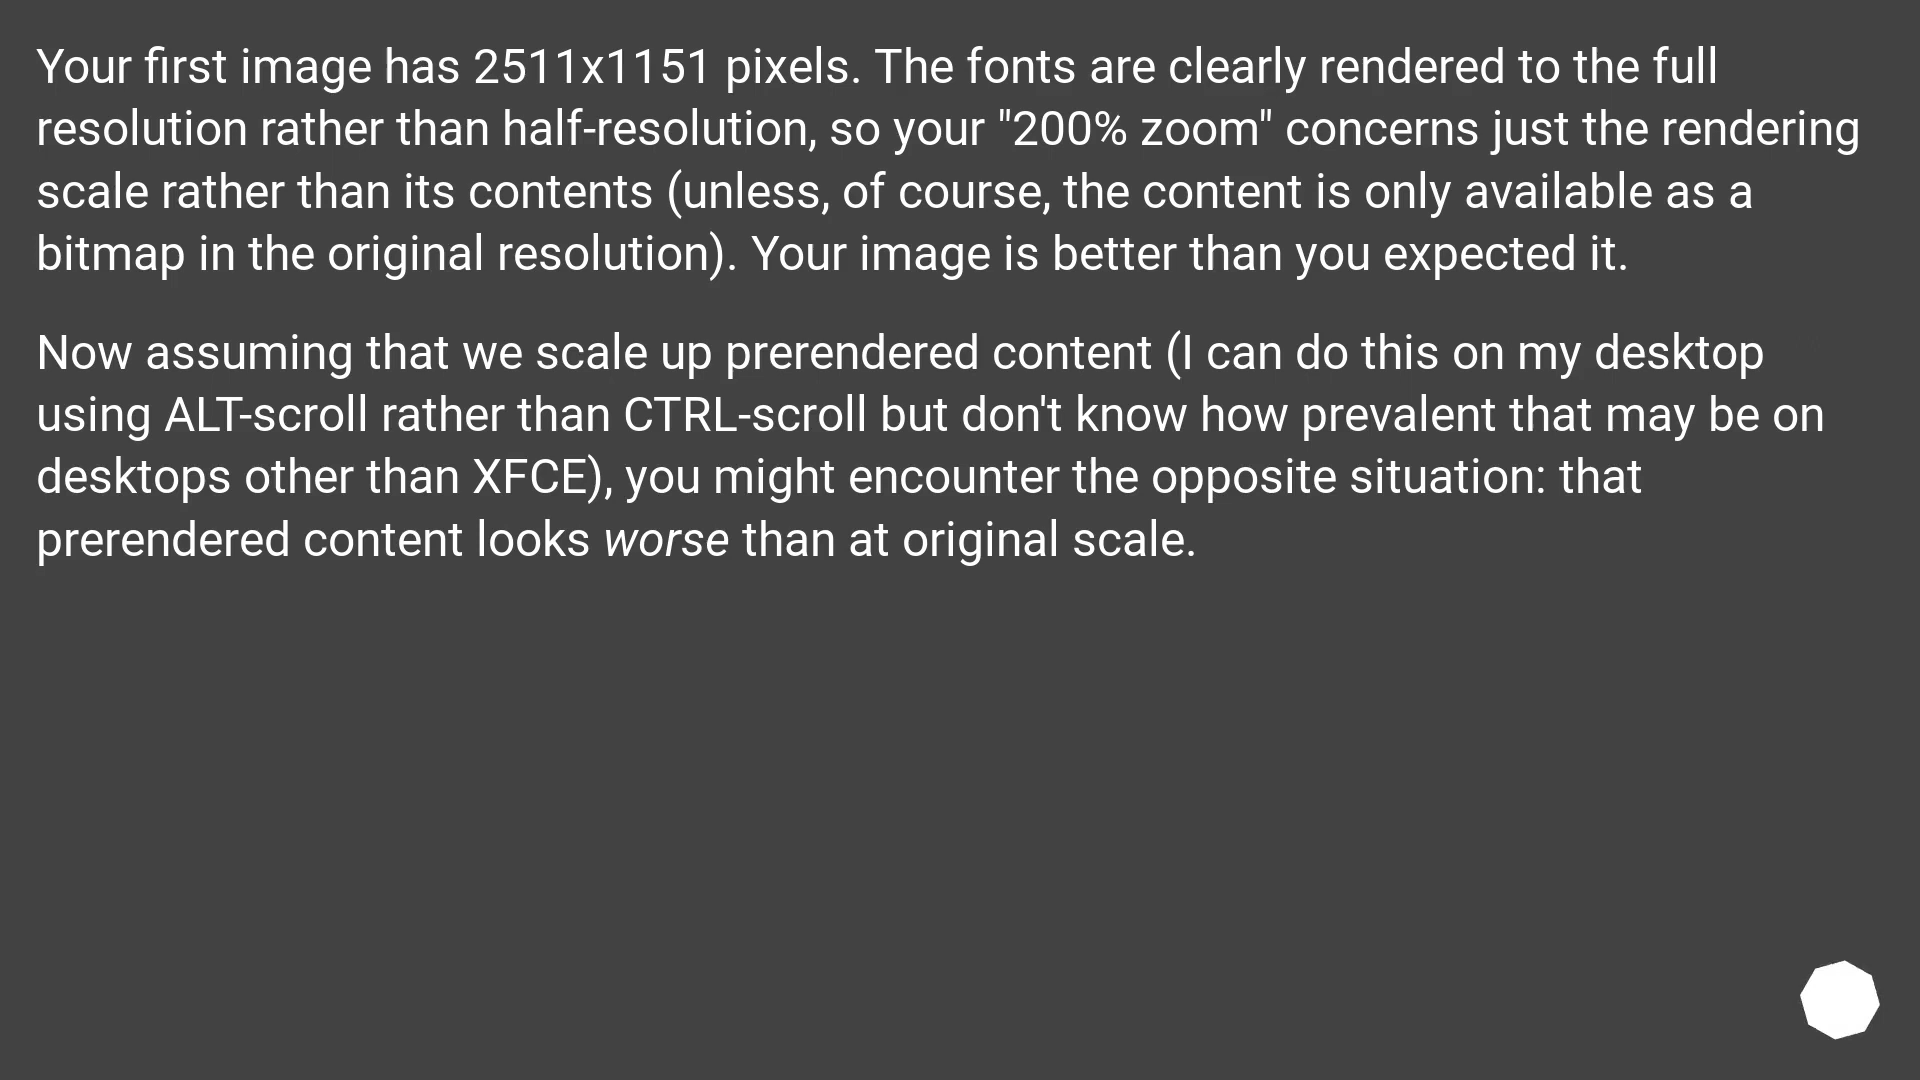 Your first image has 2511x1151 pixels. The fonts are clearly rendered to the full
resolution rather than half-resolution, so your "200% zoom" concerns just the rendering
scale rather than its contents (unless, of course, the content is only available as a
bitmap in the original resolution). Your image is better than you expected it.
Now assuming that we scale up prerendered content (I can do this on my desktop
using ALT-scroll rather than CTRL-scroll but don't know how prevalent that may be on
desktops other than XFCE), you might encounter the opposite situation: that
prerendered content looks worse than at original scale.